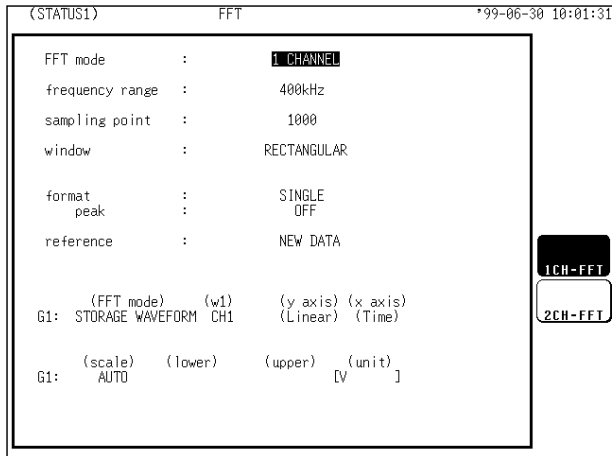 (STATUS1) FFT '99-06-30 10:01:31
FFT mode : 1 CHANNEL
frequency range : 400kHz
sampling point : 1000
window : RECTANGULAR
format : SINGLE
peak : OFF
reference : NEW DATA
1CH-FFT
(FFT mode) (w1) (y axis) (x axis)
G1: STORAGE WAVEFORM CH1 (Linear) (Time)
2CH-FFT
(scale) (lower) (upper) (unit)
G1: AUTO [V ]